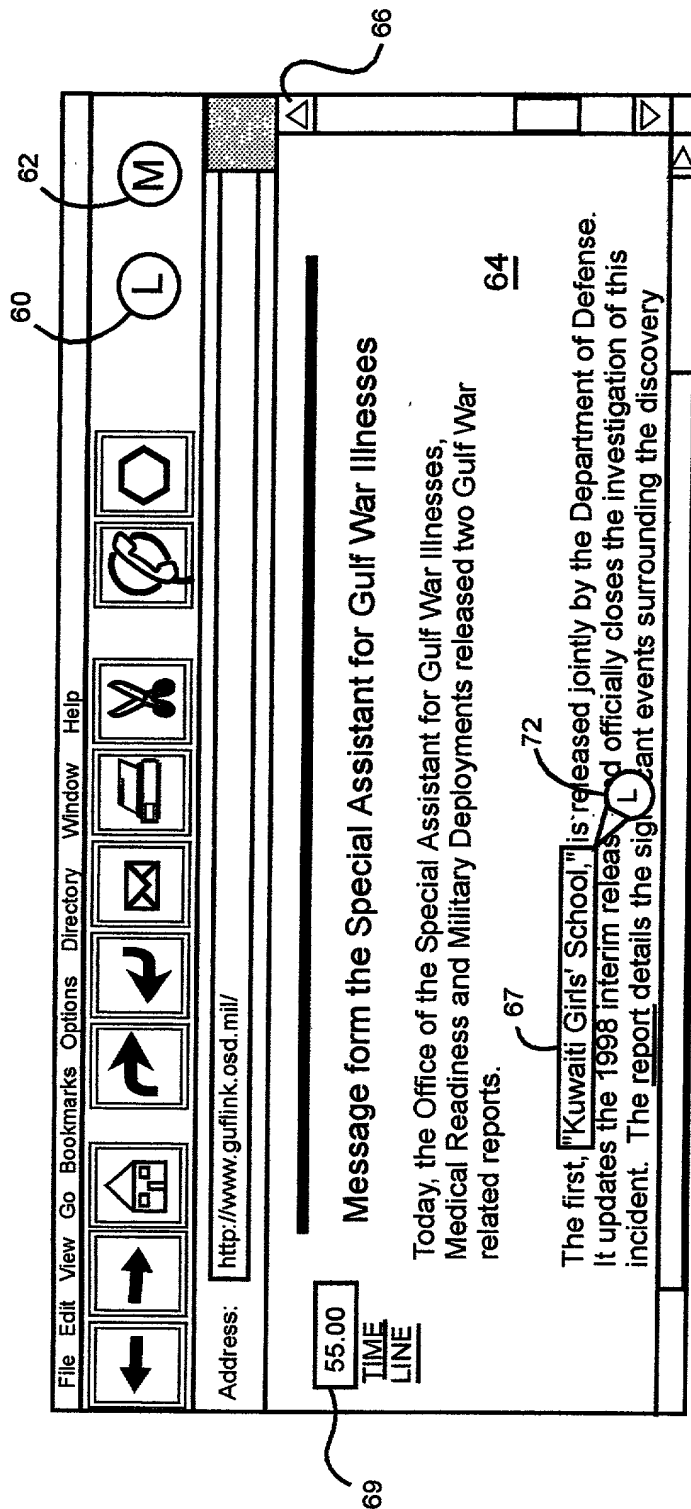 60
62
File Edit View Go Bookmarks Options Directory Window Help
L
M
Address:
http://www.guflink.osd.mil/
66
69
55.00
TIME
LINE
Message form the Special Assistant for Gulf War Illnesses
Today, the Office of the Special Assistant for Gulf War Illnesses,
Medical Readiness and Military Deployments released two Gulf War
related reports.
64
67
72
The first, "Kuwaiti Girls' School," is released jointly by the Department of Defense.
It updates the 1998 interim officially closes the investigation of this
L
incident. The report details the events surrounding the discovery